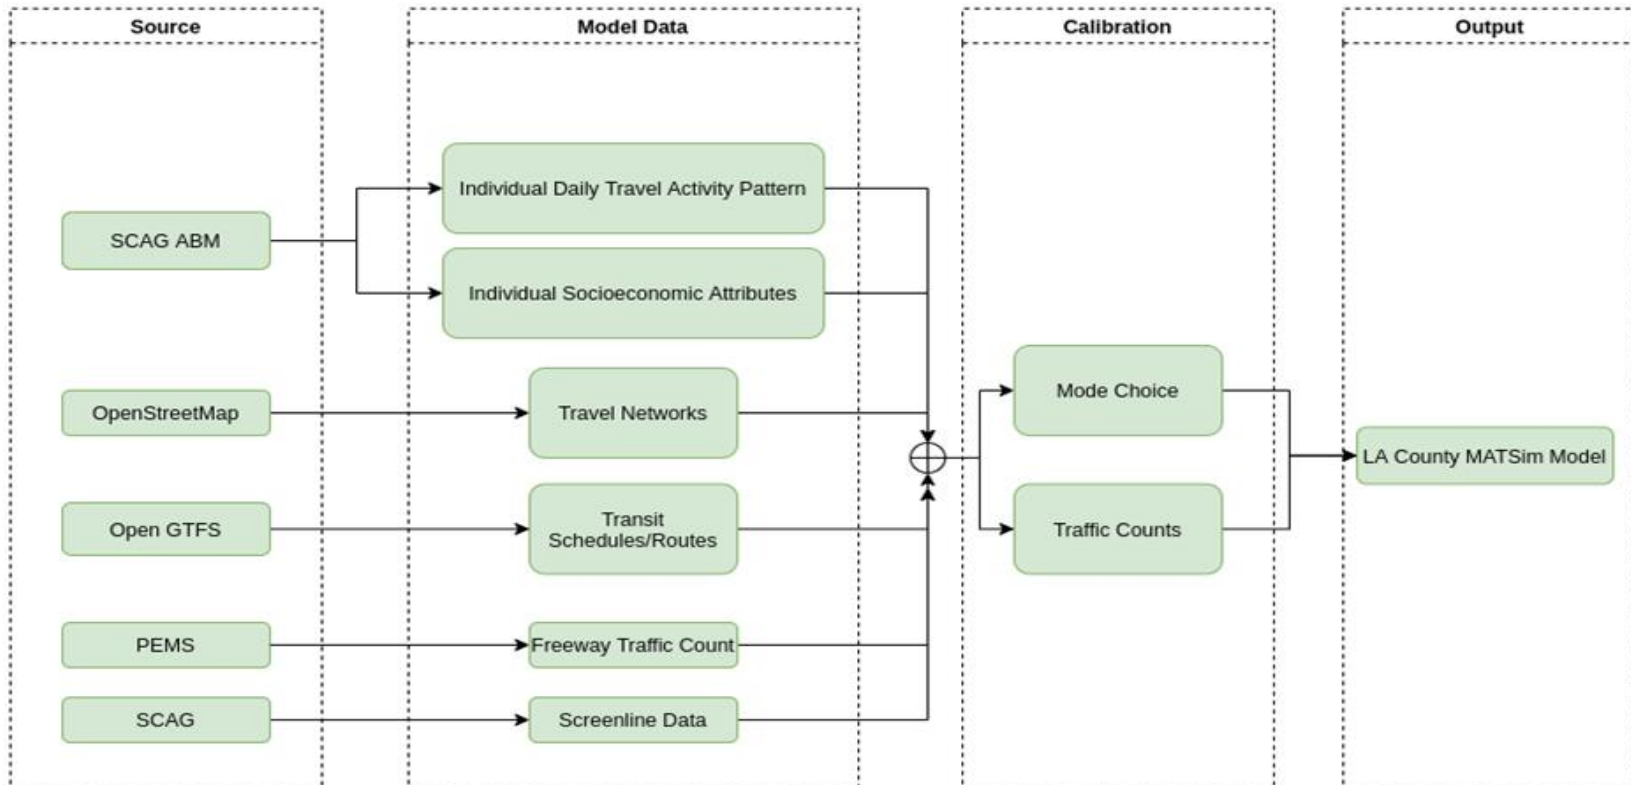 Source
Model Data
Calibration
Output
Individual Daily Travel Activity Pattern
SCAG ABM
Individual Socioeconomic Attributes
Mode Choice
OpenStreetMap
Travel Networks
LA County MATSim Model
Open GTFS
Transit
Schedules/Routes
Traffic Counts
PEMS
Freeway Traffic Count
SCAG
Screenline Data